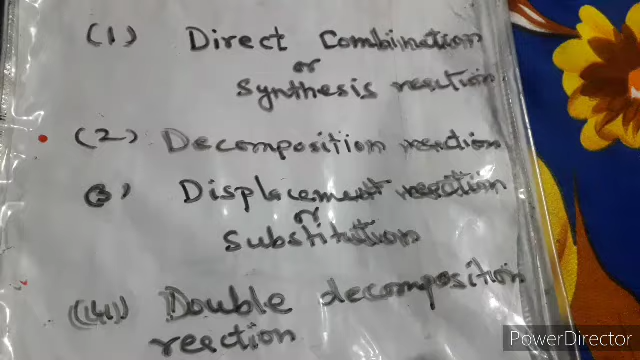 (1) Direct Combination
or
Synthesis reaction
(2) Decomposition reaction
(3) Displacement reaction
or
Substitution
(4) Double decomposition
reaction
PowerDirector